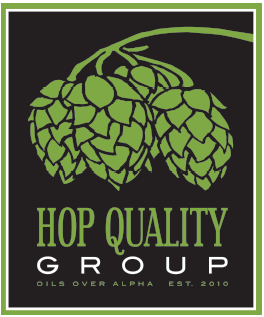 HOP QUALITY
GROUP
OILS OVER ALPHA EST. 2010